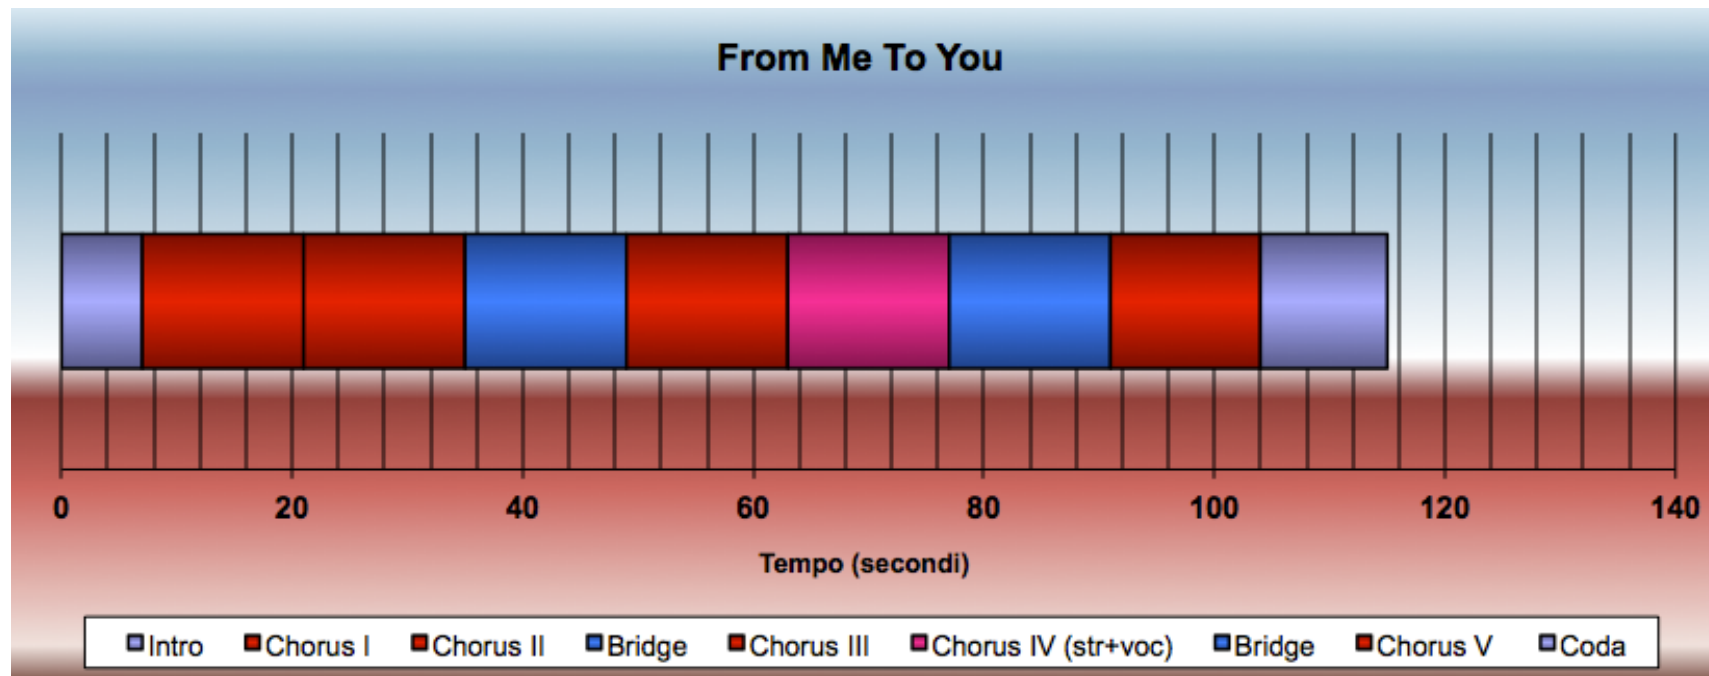 From Me To You
0 20 40 60 80 100 120 140
Tempo (secondi)
Intro Chorus I Chorus II Bridge Chorus III Chorus IV (str+voc) Bridge Chorus V Coda